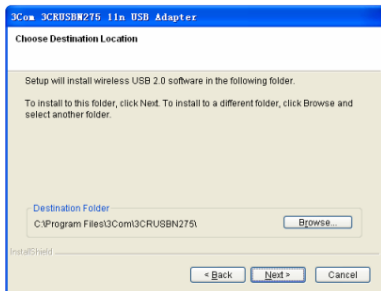 3Com 3CRUSBN275 11n USB Adapter
Choose Destination Location
Setup will install wireless USB 2.0 software in the following folder.
To install to this folder, click Next. To install to a different folder, click Browse and
select another folder.
Destination Folder
C:\Program Files\3Com\3CRUSBN275\
Browse...
InstallShield
< Back
Next >
Cancel